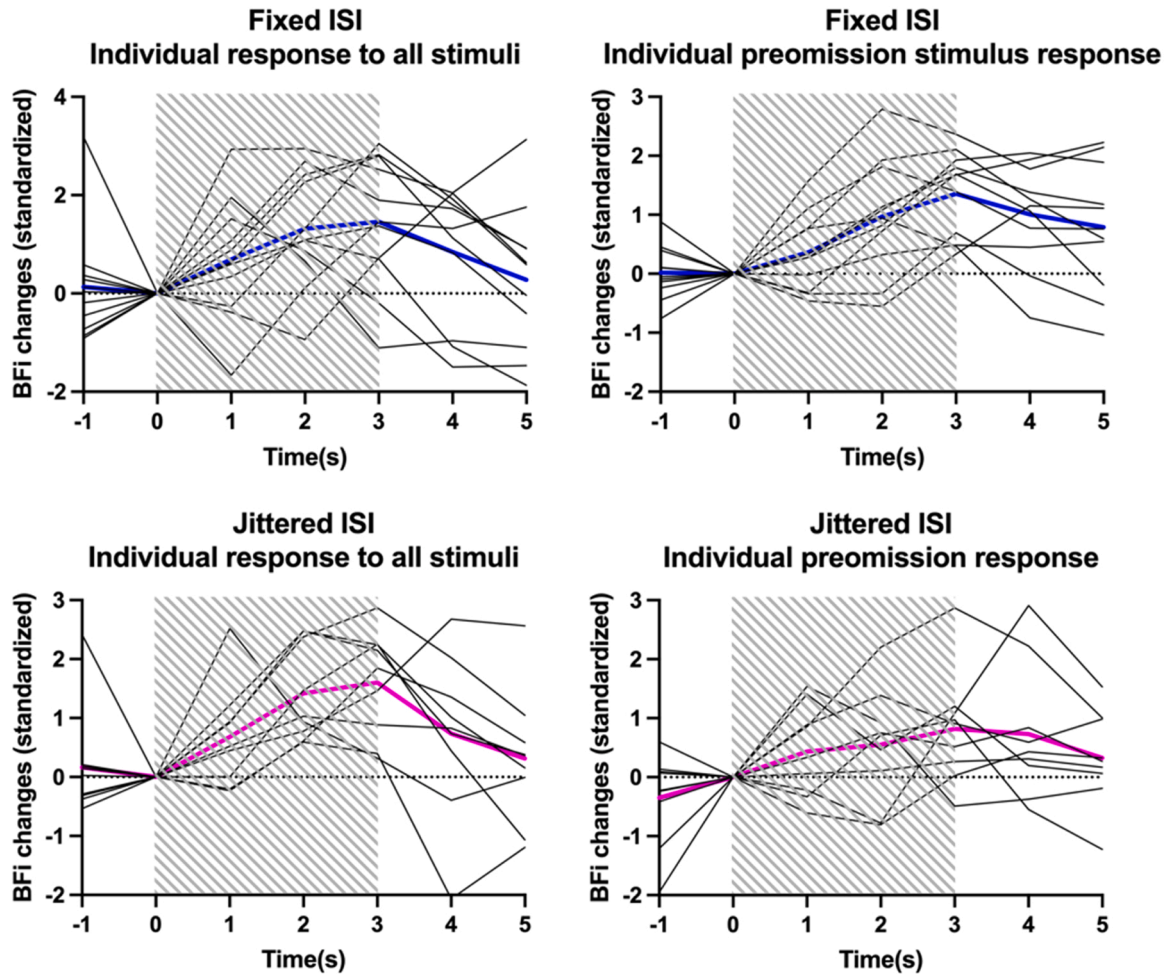 Fixed ISI
Individual response to all stimuli
BFi changes (standardized)
4
2
0
-2
-1 0 1 2 3 4 5
Time(s)
Fixed ISI
Individual preomission stimulus response
BFi changes (standardized)
3
2
1
0
-1
-2
-1 0 1 2 3 4 5
Time(s)
Jittered ISI
Individual response to all stimuli
BFi changes (standardized)
3
2
1
0
-1
-2
-1 0 1 2 3 4 5
Time(s)
Jittered ISI
Individual preomission response
BFi changes (standardized)
3
2
1
0
-1
-2
-1 0 1 2 3 4 5
Time(s)